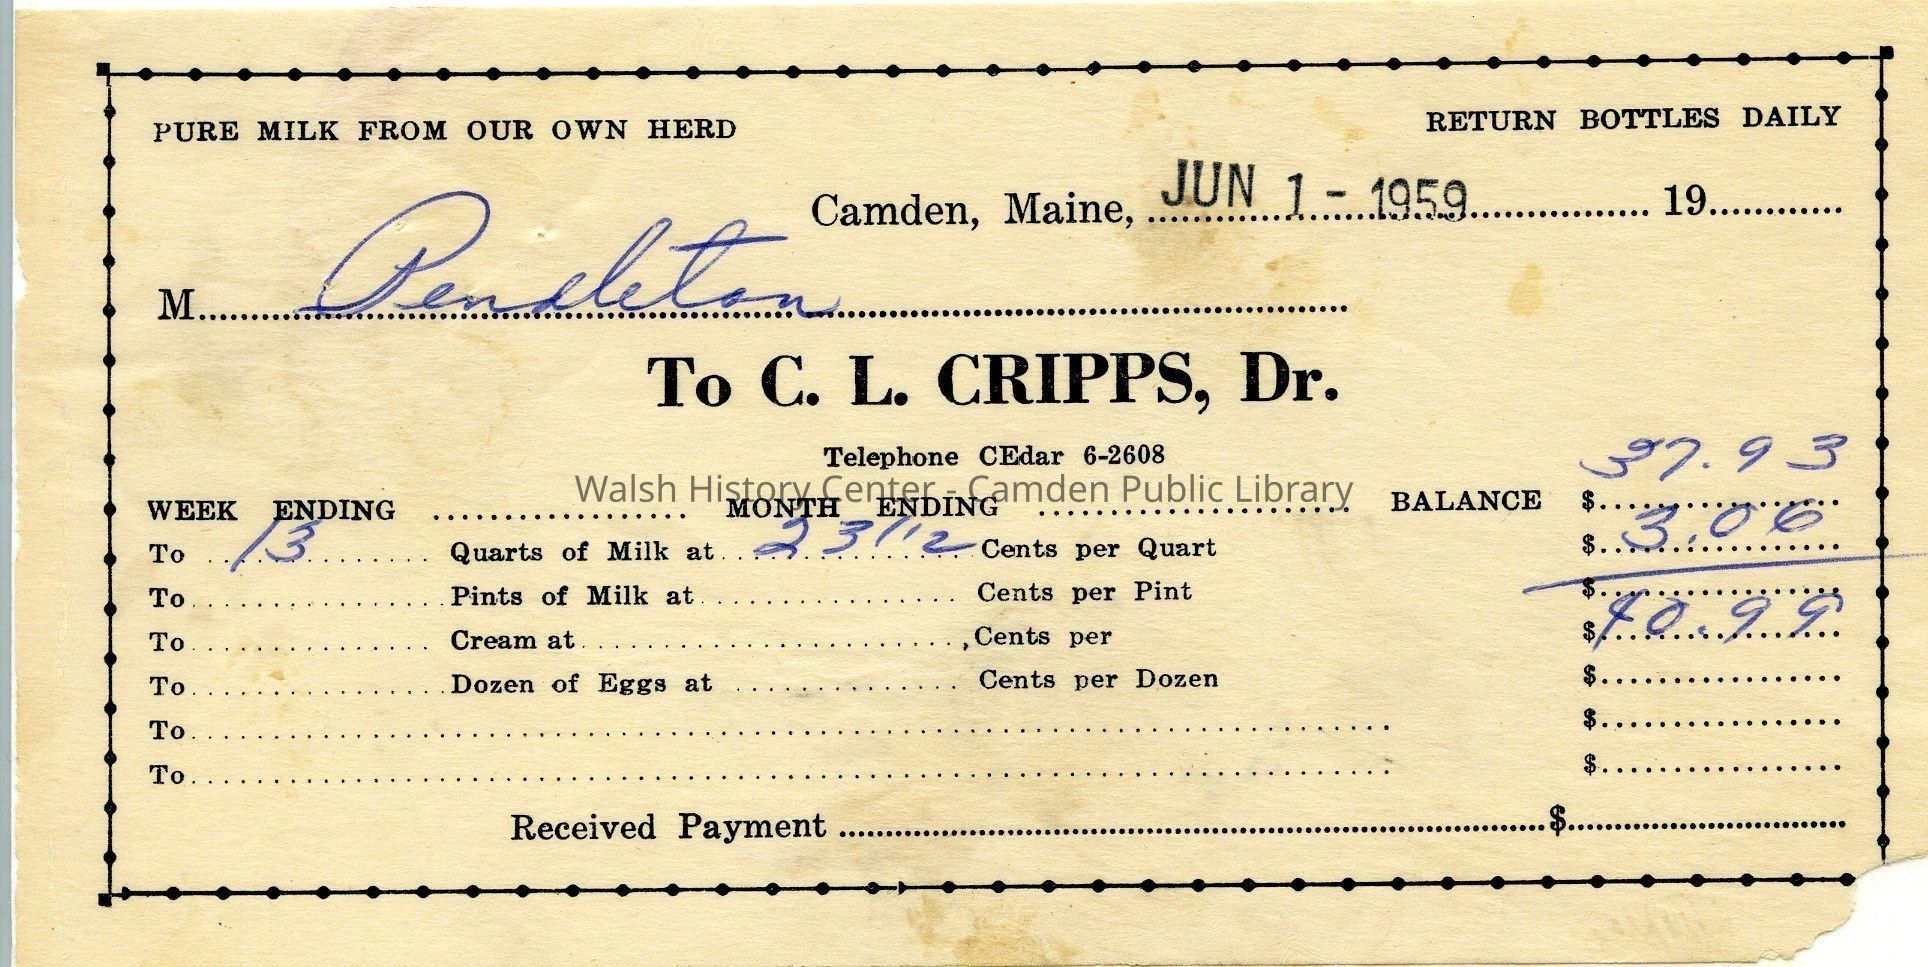 PURE MILK FROM OUR OWN HERD RETURN BOTTLES DAILY
Camden, Maine, JUN 1 - 1959 19
M Pendleton
To C. L. CRIPPS, Dr.
Telephone CEdar 6-2608
37.93
Walsh History Center - Camden Public Library
WEEK ENDING MONTH ENDING BALANCE $
To 13 Quarts of Milk at 23 1/2 Cents per Quart $ 3.06
To Pints of Milk at Cents per Pint $
To Cream at Cents per $ 40.99
To Dozen of Eggs at Cents per Dozen $
To $
To $
Received Payment $